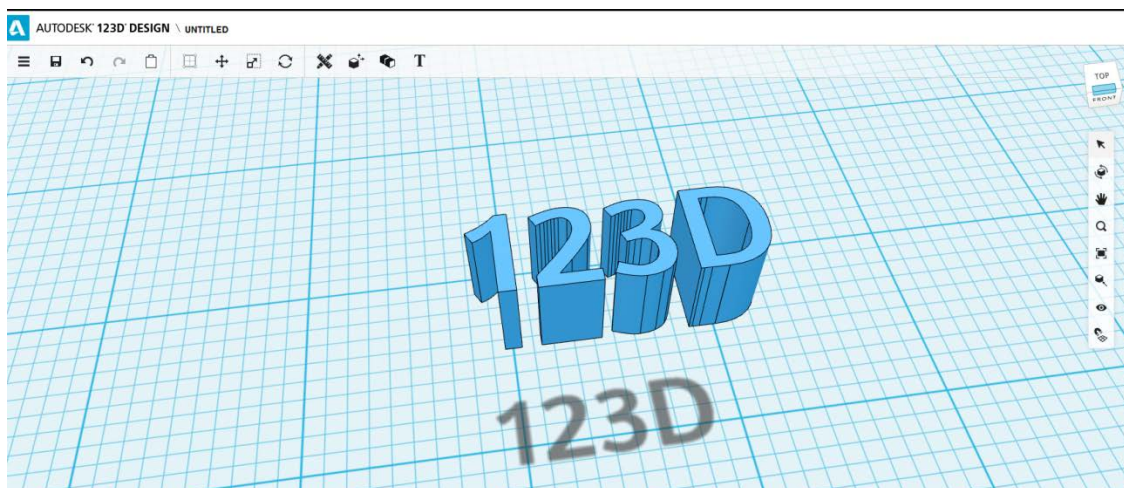 AUTODESK® 123D® DESIGN \ UNTITLED
T
TOP
FRONT
123D
123D